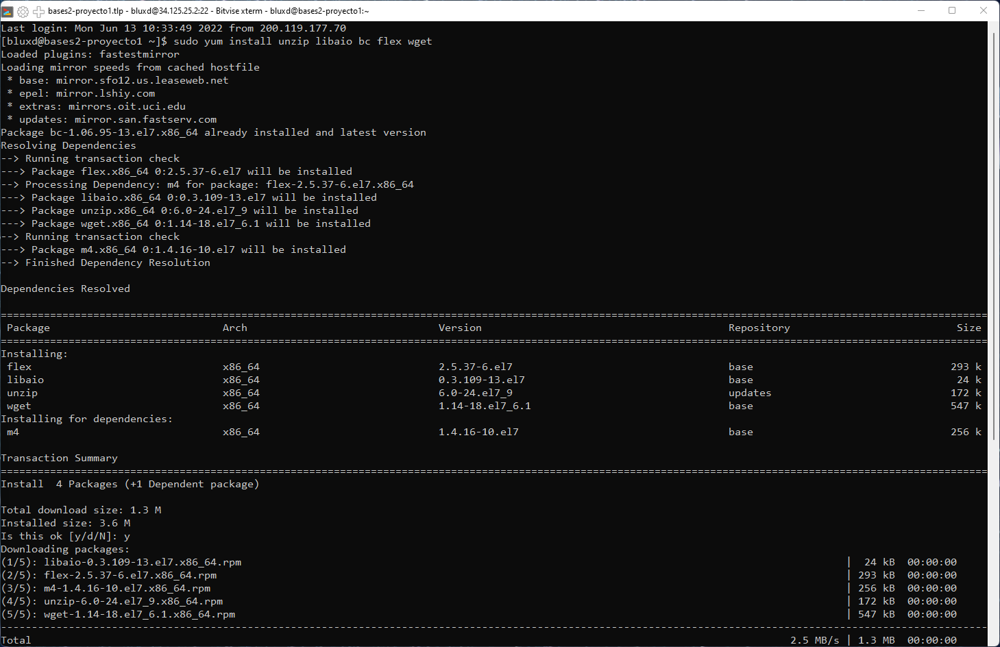 bases2-proyecto1.tlp - bluxd@34.125.25.2:22 - Bitvise xterm - bluxd@bases2-proyecto1:~
Last login: Mon Jun 13 10:33:49 2022 from 200.119.177.70
[bluxd@bases2-proyecto1 ~]$ sudo yum install unzip libaio bc flex wget
Loaded plugins: fastestmirror
Loading mirror speeds from cached hostfile
 * base: mirror.sfo12.us.leaseweb.net
 * epel: mirror.lshiy.com
 * extras: mirrors.oit.uci.edu
 * updates: mirror.san.fastserv.com
Package bc-1.06.95-13.el7.x86_64 already installed and latest version
Resolving Dependencies
--> Running transaction check
---> Package flex.x86_64 0:2.5.37-6.el7 will be installed
--> Processing Dependency: m4 for package: flex-2.5.37-6.el7.x86_64
---> Package libaio.x86_64 0:0.3.109-13.el7 will be installed
---> Package unzip.x86_64 0:6.0-24.el7_9 will be installed
---> Package wget.x86_64 0:1.14-18.el7_6.1 will be installed
--> Running transaction check
---> Package m4.x86_64 0:1.4.16-10.el7 will be installed
--> Finished Dependency Resolution
Dependencies Resolved
Package Arch Version Repository Size
Installing:
flex x86_64 2.5.37-6.el7 base 293 k
libaio x86_64 0.3.109-13.el7 base 24 k
unzip x86_64 6.0-24.el7_9 updates 172 k
wget x86_64 1.14-18.el7_6.1 base 547 k
Installing for dependencies:
m4 x86_64 1.4.16-10.el7 base 256 k
Transaction Summary
Install  4 Packages (+1 Dependent package)
Total download size: 1.3 M
Installed size: 3.6 M
Is this ok [y/d/N]: y
Downloading packages:
(1/5): libaio-0.3.109-13.el7.x86_64.rpm | 24 kB 00:00:00
(2/5): flex-2.5.37-6.el7.x86_64.rpm | 293 kB 00:00:00
(3/5): m4-1.4.16-10.el7.x86_64.rpm | 256 kB 00:00:00
(4/5): unzip-6.0-24.el7_9.x86_64.rpm | 172 kB 00:00:00
(5/5): wget-1.14-18.el7_6.1.x86_64.rpm | 547 kB 00:00:00
Total 2.5 MB/s | 1.3 MB 00:00:00